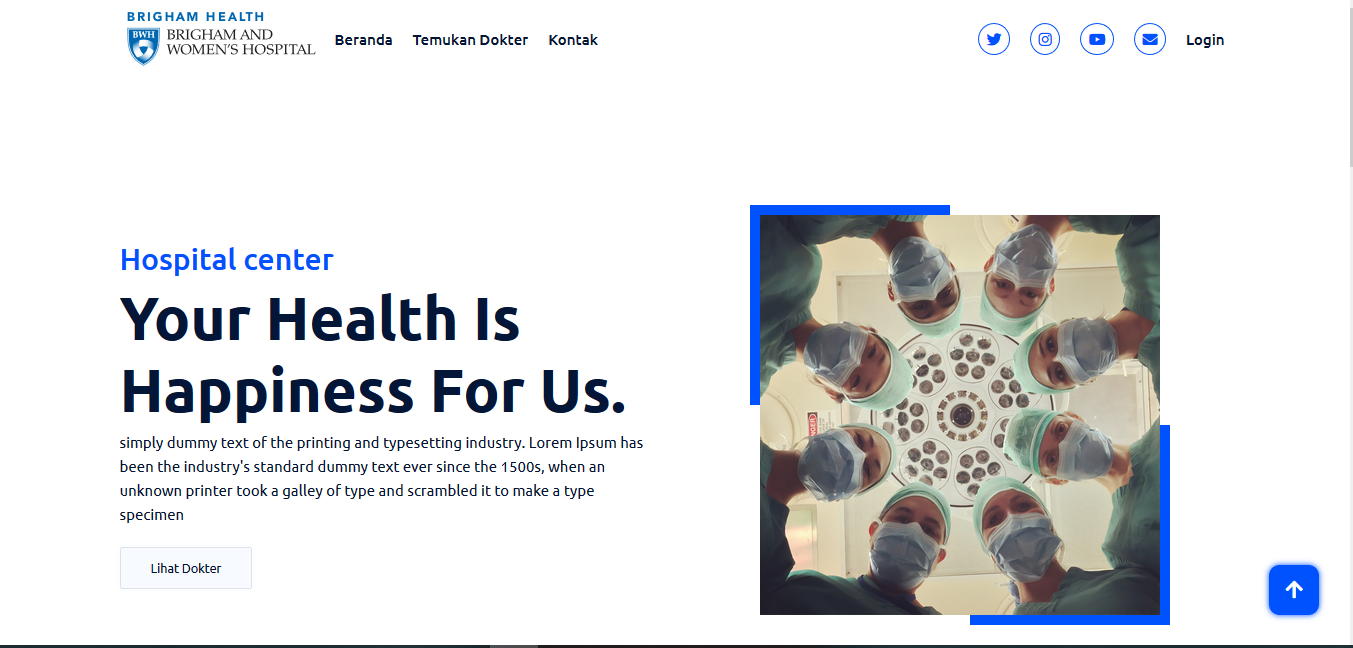 BRIGHAM HEALTH
BWH
BRIGHAM AND
WOMEN'S HOSPITAL
Beranda
Temukan Dokter
Kontak
Login
Hospital center
Your Health Is
Happiness For Us.
simply dummy text of the printing and typesetting industry. Lorem Ipsum has
been the industry's standard dummy text ever since the 1500s, when an
unknown printer took a galley of type and scrambled it to make a type
specimen
Lihat Dokter